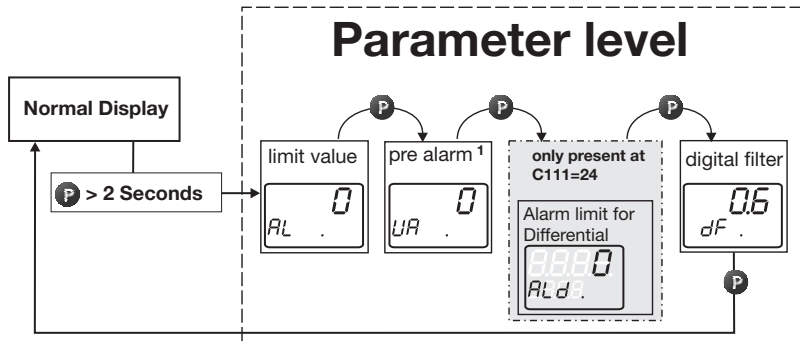 Parameter level
Normal Display
P > 2 Seconds
P
P
P
limit value
0
AL .
pre alarm 1
0
UA .
only present at
C111=24
Alarm limit for
Differential
0
ALd.
digital filter
0.6
dF .
P